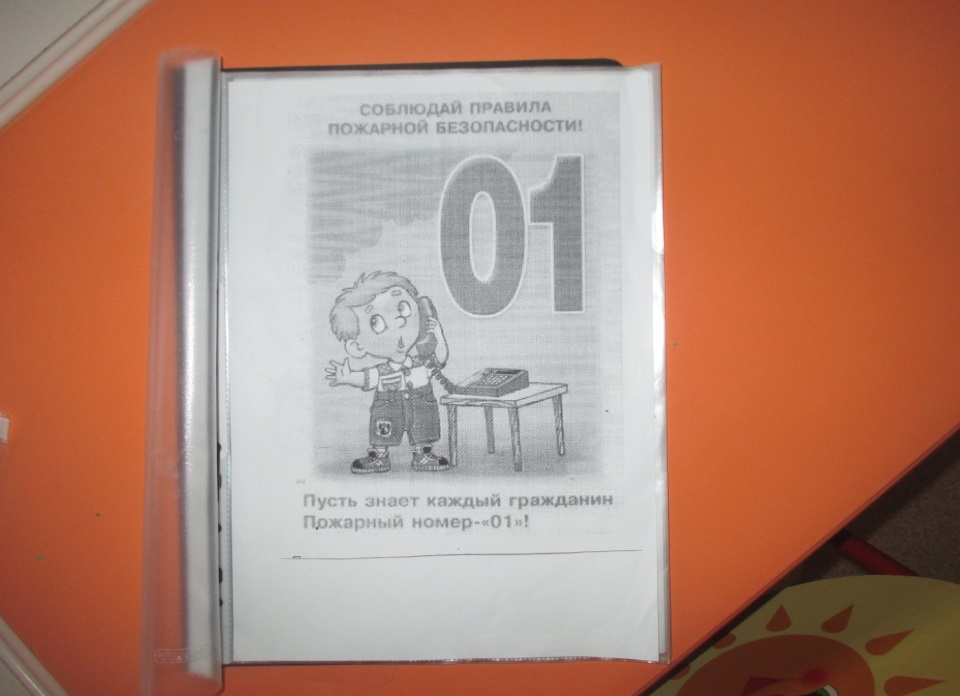 СОБЛЮДАЙ ПРАВИЛА
ПОЖАРНОЙ БЕЗОПАСНОСТИ!
01
Пусть знает каждый гражданин
Пожарный номер-«01»!